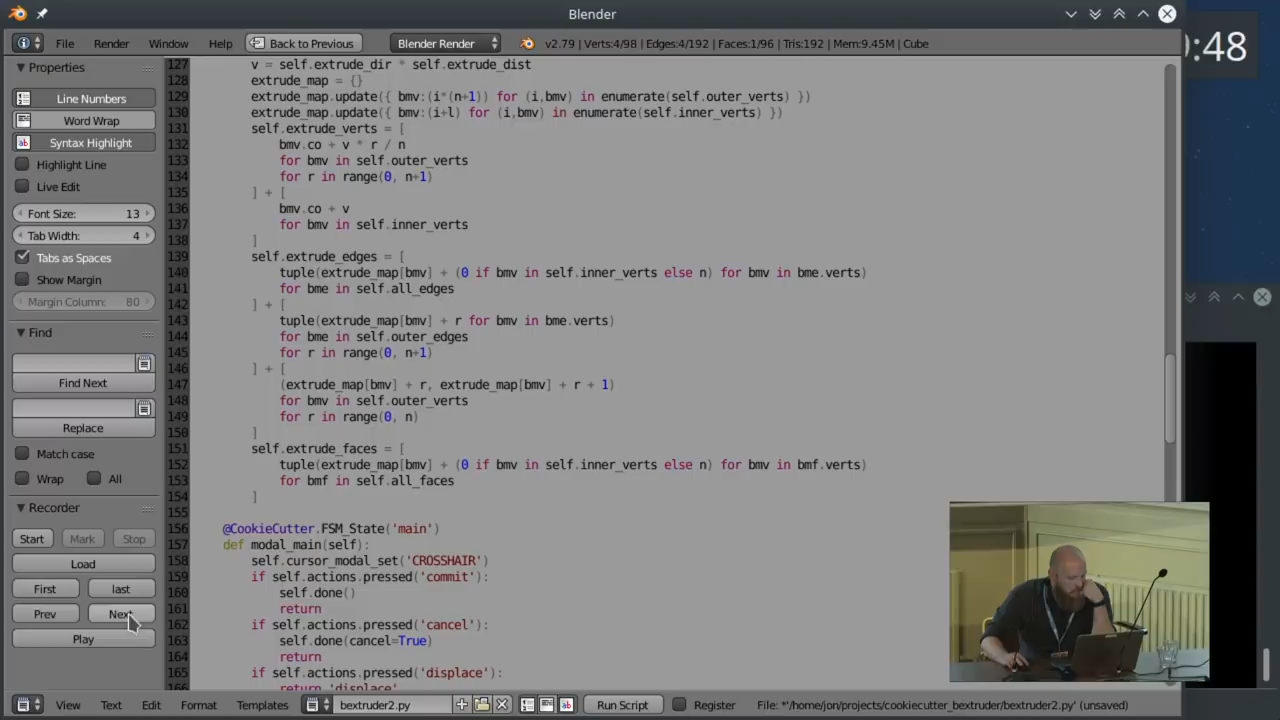 Blender
File Render Window Help Back to Previous Blender Render v2.79 | Verts:4/98 | Edges:4/192 | Faces:1/96 | Tris:192 | Mem:9.45M | Cube
:48
Properties
Line Numbers
Word Wrap
Syntax Highlight
Highlight Line
Live Edit
Font Size: 13
Tab Width: 4
Tabs as Spaces
Show Margin
Margin Column: 80
Find
Find Next
Replace
Match case
Wrap All
Recorder
Start Mark Stop
Load
First last
Prev Next
Play
127 v = self.extrude_dir * self.extrude_dist
128 extrude_map = {}
129 extrude_map.update({ bmv:(i*(n+1)) for (i,bmv) in enumerate(self.outer_verts) })
130 extrude_map.update({ bmv:(i+l) for (i,bmv) in enumerate(self.inner_verts) })
131 self.extrude_verts = [
132 bmv.co + v * r / n
133 for bmv in self.outer_verts
134 for r in range(0, n+1)
135 ] + [
136 bmv.co + v
137 for bmv in self.inner_verts
138 ]
139 self.extrude_edges = [
140 tuple(extrude_map[bmv] + (0 if bmv in self.inner_verts else n) for bmv in bme.verts)
141 for bme in self.all_edges
142 ] + [
143 tuple(extrude_map[bmv] + r for bmv in bme.verts)
144 for bme in self.outer_edges
145 for r in range(0, n+1)
146 ] + [
147 (extrude_map[bmv] + r, extrude_map[bmv] + r + 1)
148 for bmv in self.outer_verts
149 for r in range(0, n)
150 ]
151 self.extrude_faces = [
152 tuple(extrude_map[bmv] + (0 if bmv in self.inner_verts else n) for bmv in bmf.verts)
153 for bmf in self.all_faces
154 ]
155
156 @CookieCutter.FSM_State('main')
157 def modal_main(self):
158 self.cursor_modal_set('CROSSHAIR')
159 if self.actions.pressed('commit'):
160 self.done()
161 return
162 if self.actions.pressed('cancel'):
163 self.done(cancel=True)
164 return
165 if self.actions.pressed('displace'):
166 return 'displace'
View Text Edit Format Templates bextruder2.py Run Script Register File: *'/home/jon/projects/cookiecutter_bextruder/bextruder2.py' (unsaved)